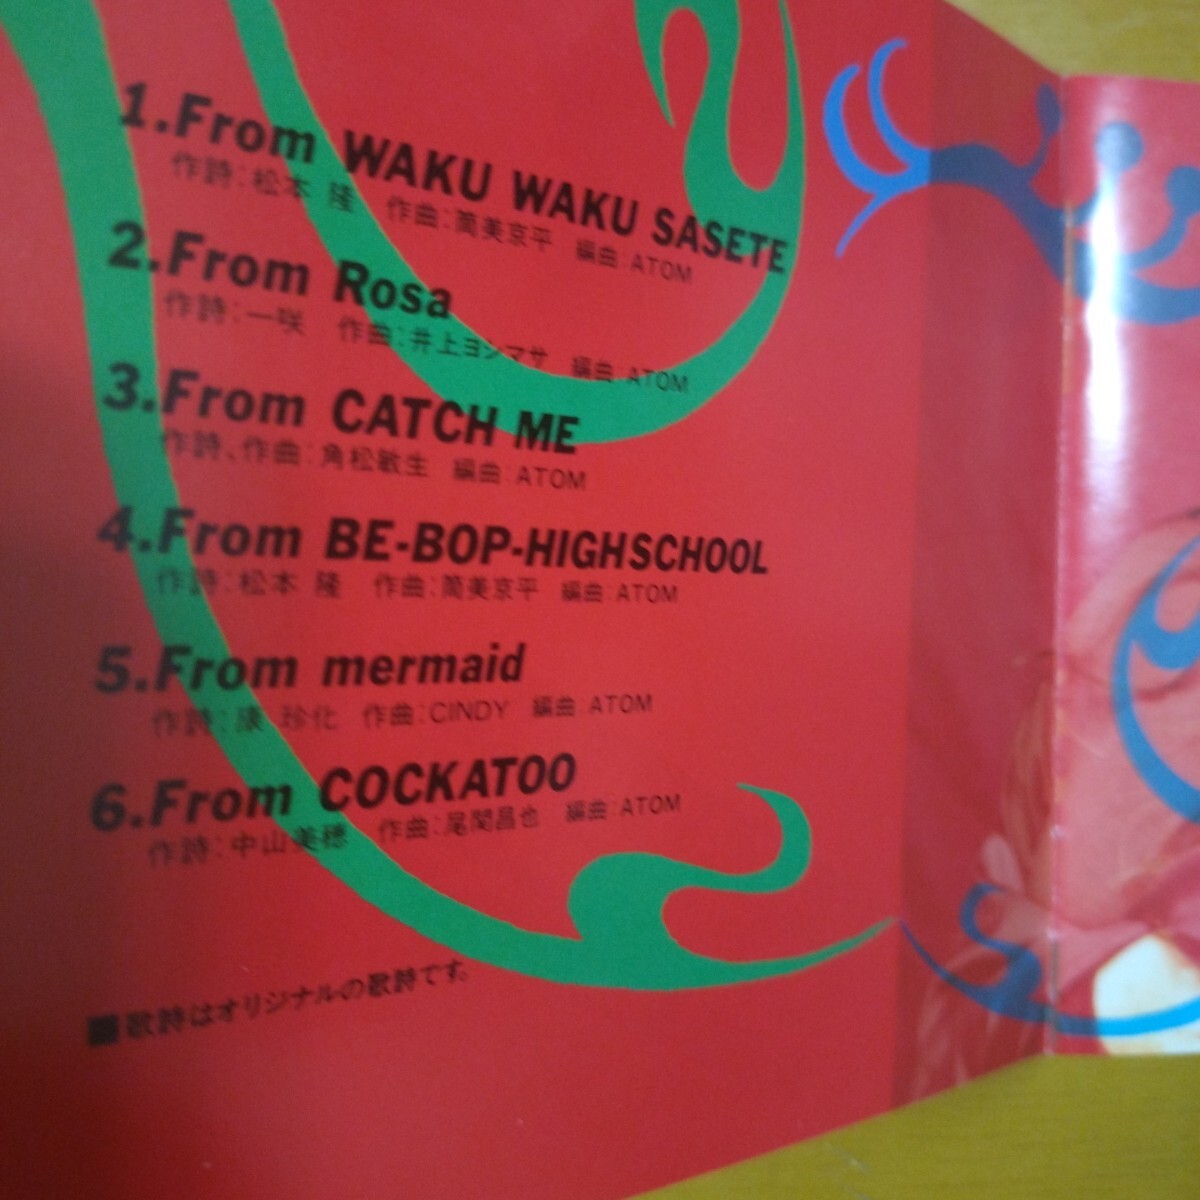 1.From WAKU WAKU SASETE
作詩：松本 隆　作曲：筒美京平　編曲：ATOM
2.From Rosa
作詩：一咲　作曲：井上ヨシマサ　編曲：ATOM
3.From CATCH ME
作詩、作曲：角松敏生　編曲：ATOM
4.From BE-BOP-HIGHSCHOOL
作詩：松本 隆　作曲：筒美京平　編曲：ATOM
5.From mermaid
作詩：康 珍化　作曲：CINDY　編曲：ATOM
6.From COCKATOO
作詩：中山美穂　作曲：尾関昌也　編曲：ATOM
■歌詩はオリジナルの歌詩です。